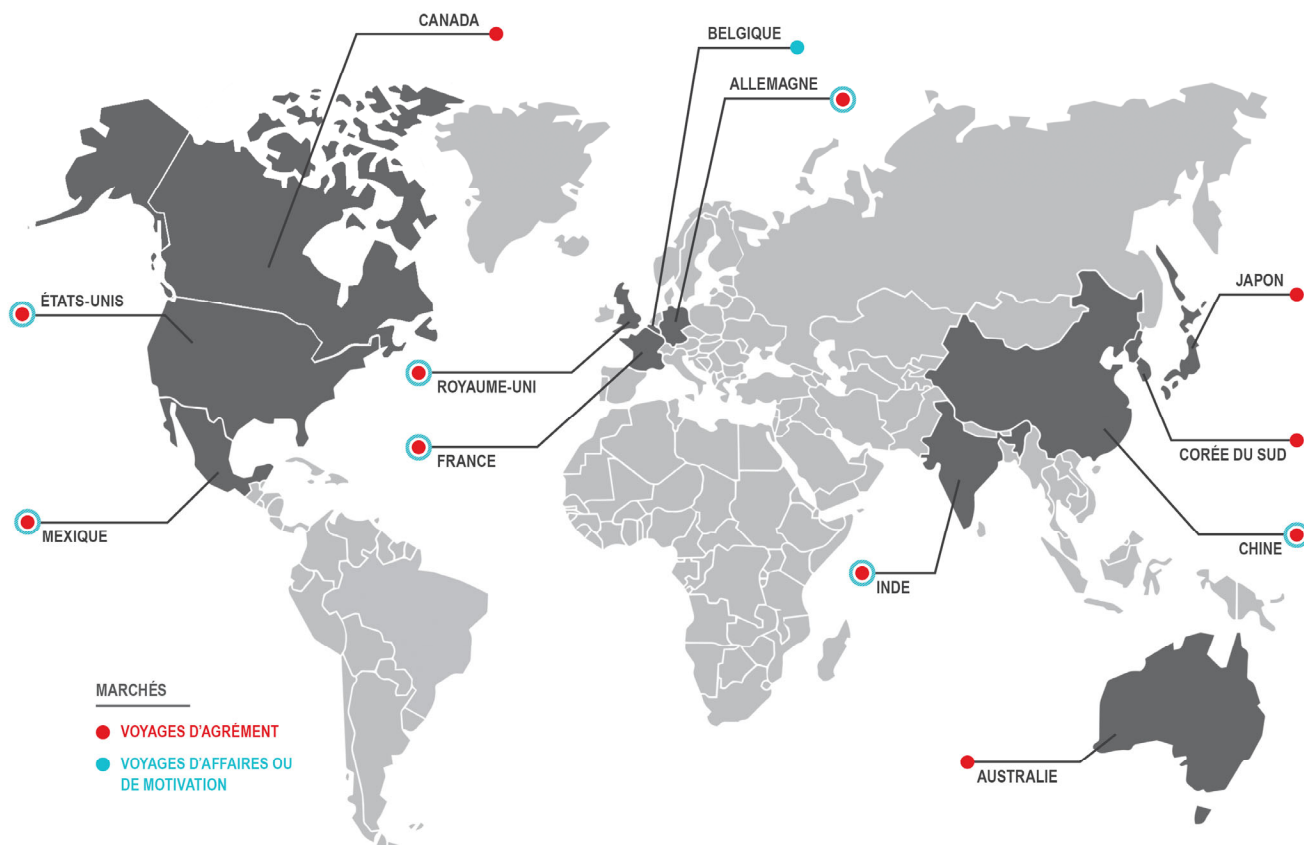 CANADA
BELGIQUE
ALLEMAGNE
ÉTATS-UNIS
JAPON
ROYAUME-UNI
FRANCE
CORÉE DU SUD
MEXIQUE
CHINE
INDE
MARCHÉS
VOYAGES D'AGRÉMENT
VOYAGES D'AFFAIRES OU
DE MOTIVATION
AUSTRALIE